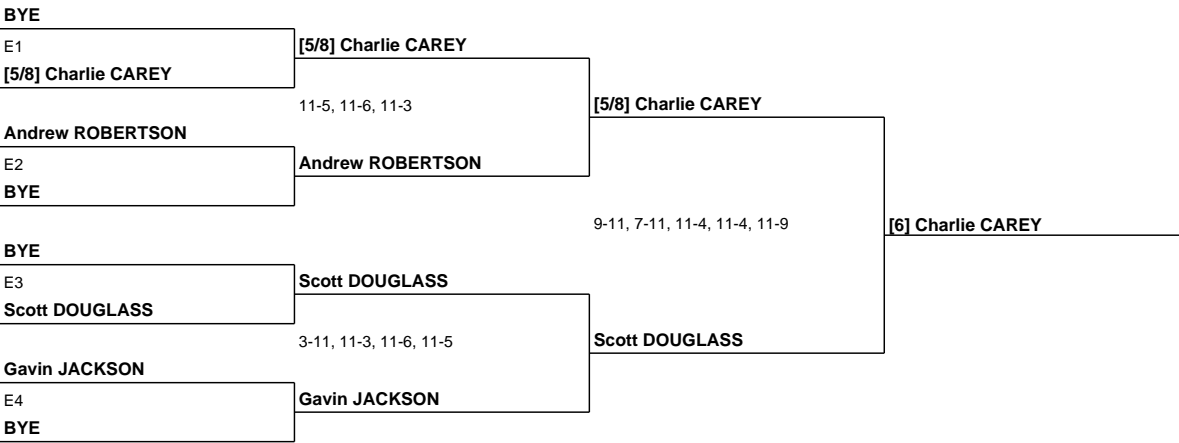 BYE
E1
[5/8] Charlie CAREY
[5/8] Charlie CAREY
11-5, 11-6, 11-3
[5/8] Charlie CAREY
Andrew ROBERTSON
E2
Andrew ROBERTSON
BYE
9-11, 7-11, 11-4, 11-4, 11-9
[6] Charlie CAREY
BYE
E3
Scott DOUGLASS
Scott DOUGLASS
3-11, 11-3, 11-6, 11-5
Scott DOUGLASS
Gavin JACKSON
E4
Gavin JACKSON
BYE